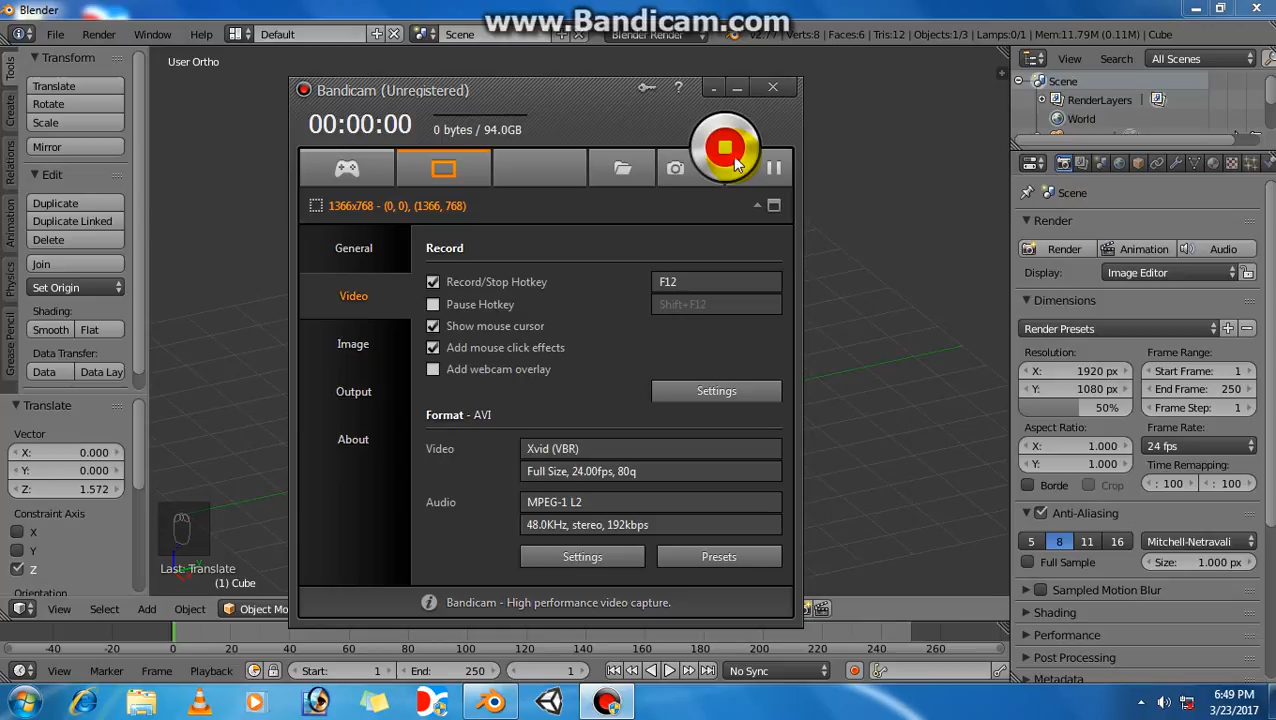 Blender
www.Bandicam.com
File Render Window Help
Default
Scene
Blender Render
v2.77 | Verts:8 | Faces:6 | Tris:12 | Objects:1/3 | Lamps:0/1 | Mem:11.79M (0.11M) | Cube
Tools
Create
Relations
Animation
Physics
Grease Pencil
Transform
Translate
Rotate
Scale
Mirror
Edit
Duplicate
Duplicate Linked
Delete
Join
Set Origin
Shading:
Smooth Flat
Data Transfer:
Data Data Lay
Translate
Vector
X: 0.000
Y: 0.000
Z: 1.572
Constraint Axis
X
Y
Z
Orientation
User Ortho
Last: Translate
(1) Cube
Bandicam (Unregistered)
00:00:00 0 bytes / 94.0GB
1366x768 - (0, 0), (1366, 768)
General
Video
Image
Output
About
Record
Record/Stop Hotkey F12
Pause Hotkey Shift+F12
Show mouse cursor
Add mouse click effects
Add webcam overlay
Settings
Format - AVI
Video Xvid (VBR)
Full Size, 24.00fps, 80q
Audio MPEG-1 L2
48.0KHz, stereo, 192kbps
Settings Presets
Bandicam - High performance video capture.
View Search All Scenes
Scene
RenderLayers
World
Scene
Render
Render Animation Audio
Display: Image Editor
Dimensions
Render Presets
Resolution: Frame Range:
X: 1920 px Start Frame: 1
Y: 1080 px End Frame: 250
50% Frame Step: 1
Aspect Ratio: Frame Rate:
X: 1.000 24 fps
Y: 1.000 Time Remapping:
Borde Crop : 100 : 100
Anti-Aliasing
5 8 11 16 Mitchell-Netravali
Full Sample Size: 1.000 px
Sampled Motion Blur
Shading
Performance
Post Processing
Metadata
View Select Add Object Object Mo
-40 -20 0 20 40 60 80 100 120 140 160 180 200 220 240 260
View Marker Frame Playback Start: 1 End: 250 1 No Sync
6:49 PM
3/23/2017